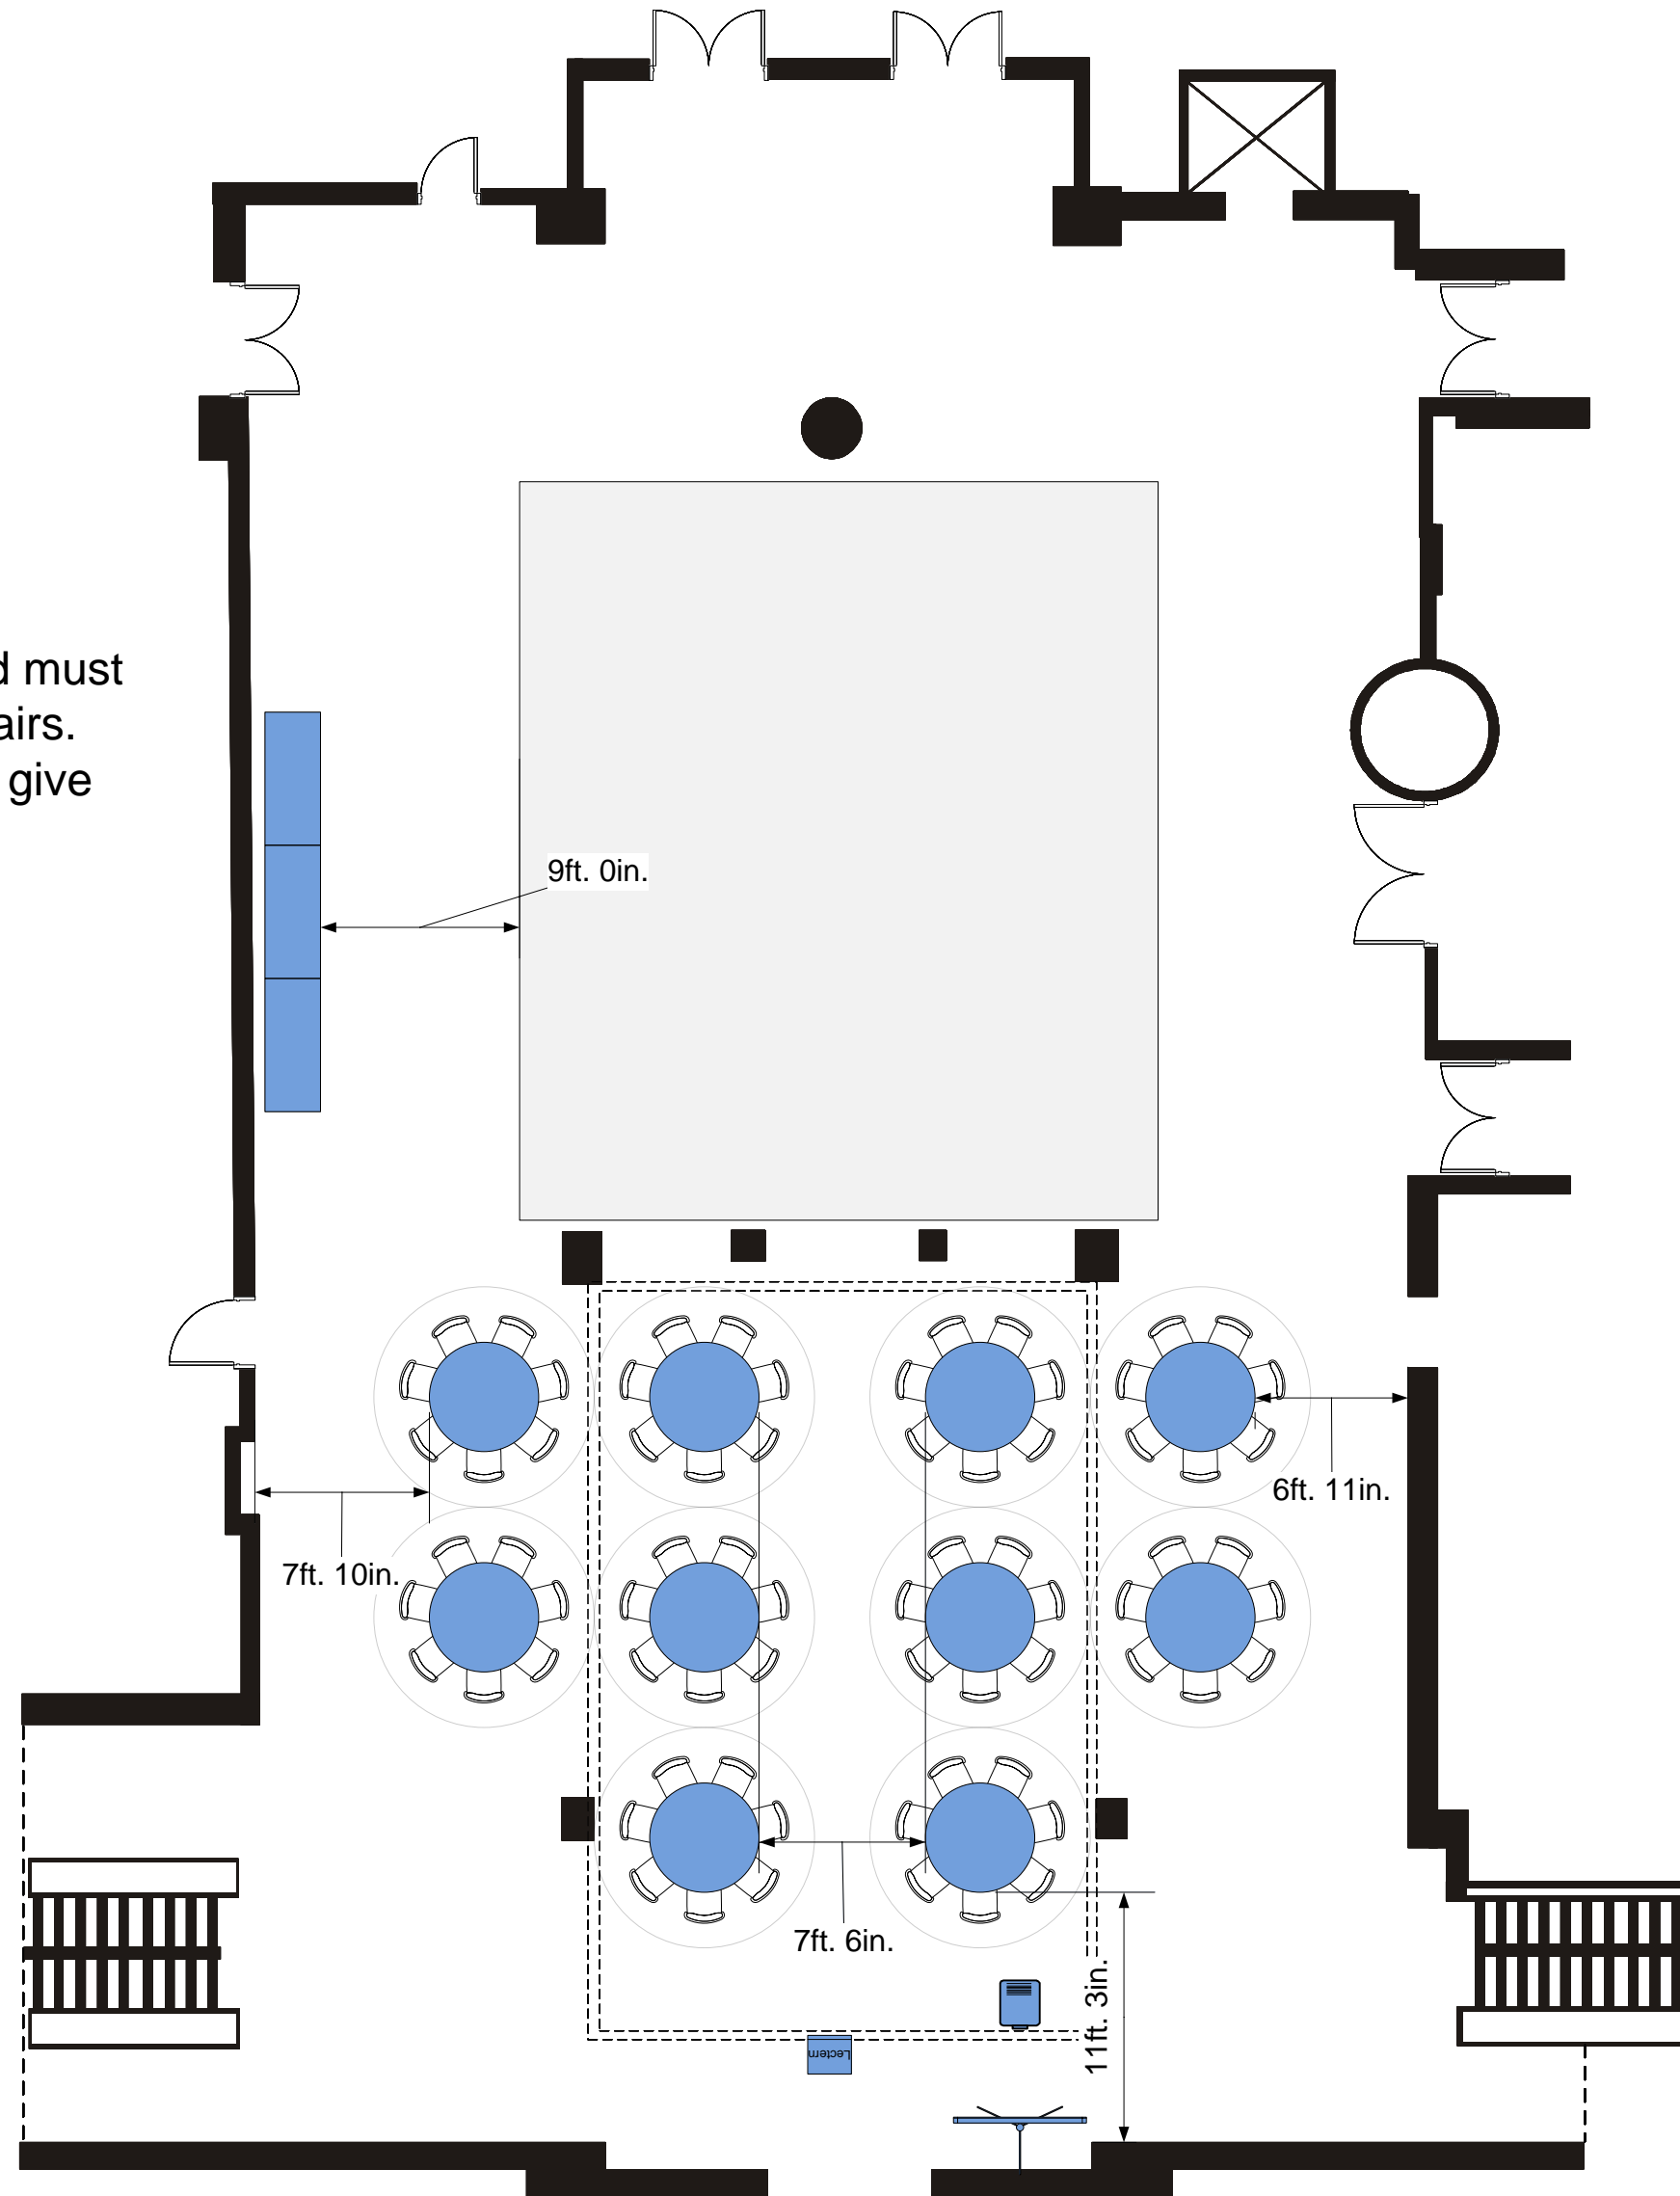 d must
airs.
give
9ft. 0in.
6ft. 11in.
7ft. 10in.
7ft. 6in.
11ft. 3in.
Lectern